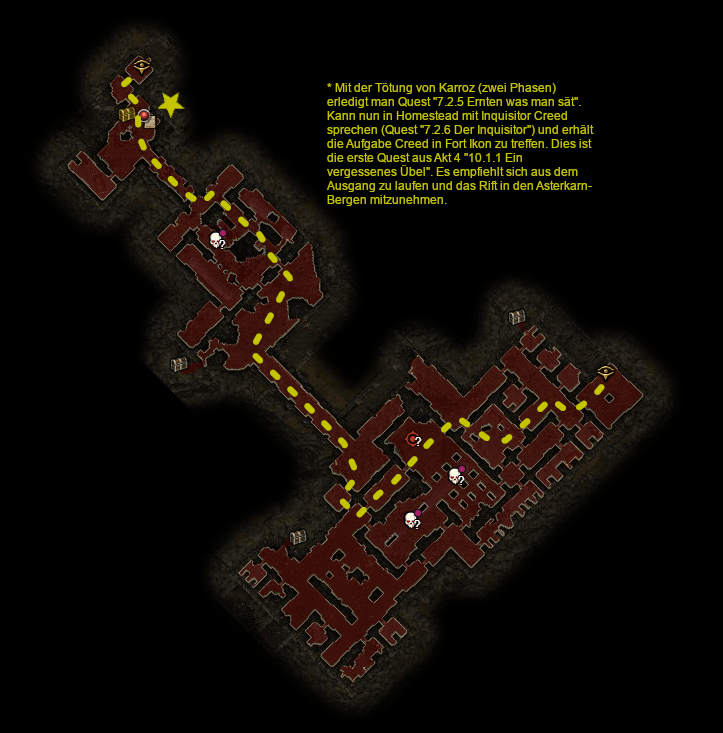 * Mit der Tötung von Karroz (zwei Phasen)
erledigt man Quest "7.2.5 Ernten was man sät".
Kann nun in Homestead mit Inquisitor Creed
sprechen (Quest "7.2.6 Der Inquisitor") und erhält
die Aufgabe Creed in Fort Ikon zu treffen. Dies ist
die erste Quest aus Akt 4 "10.1.1 Ein
vergessenes Übel". Es empfiehlt sich aus dem
Ausgang zu laufen und das Rift in den Asterkarn-
Bergen mitzunehmen.
?
?
?
?